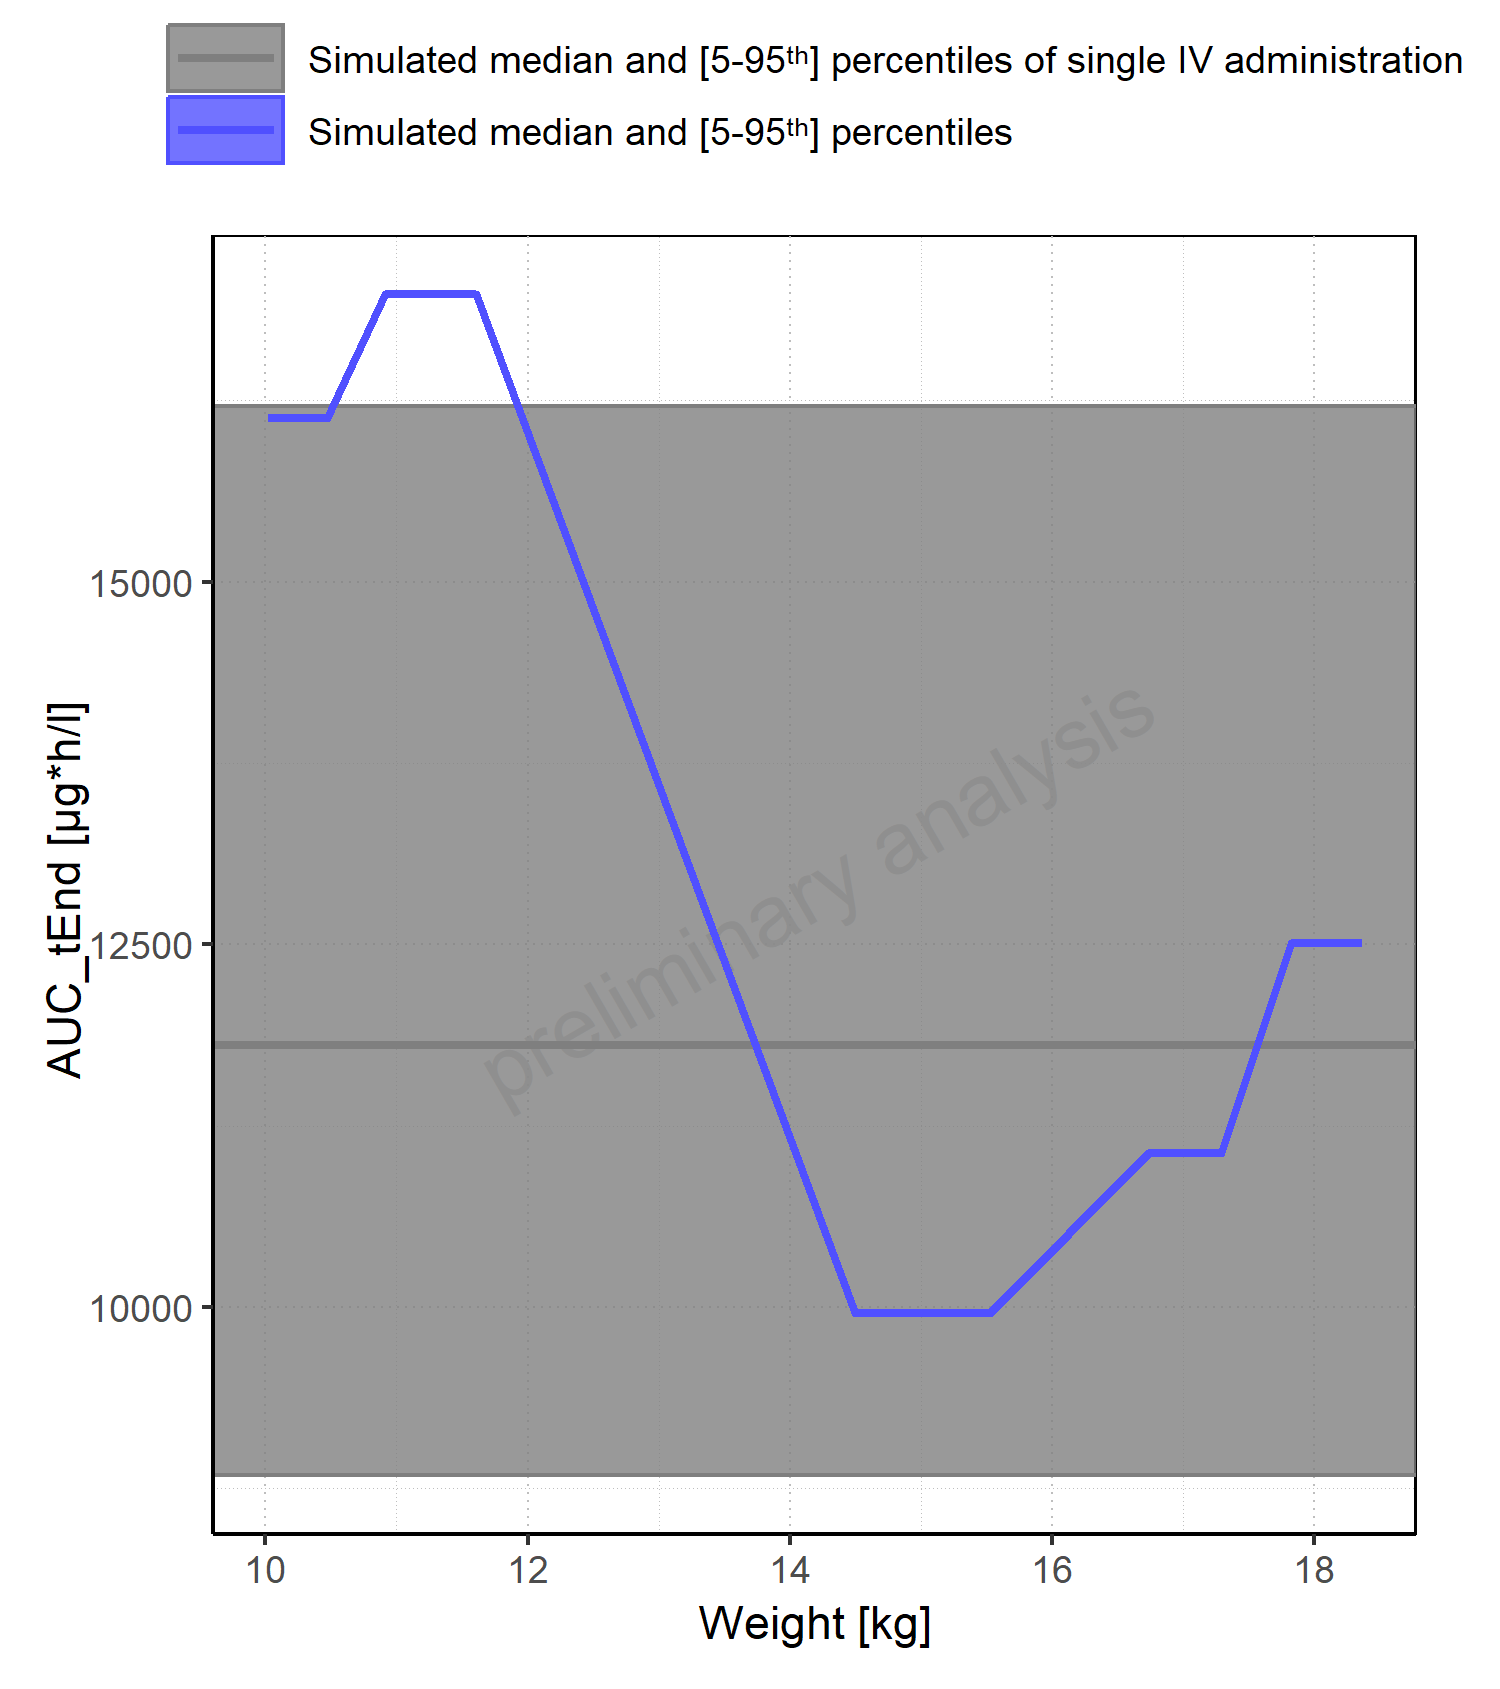 Simulated median and [5-95ᵗʰ] percentiles of single IV administration
Simulated median and [5-95ᵗʰ] percentiles
15000
12500
10000
AUC_tEnd [µg*h/l]
preliminary analysis
10 12 14 16 18
Weight [kg]